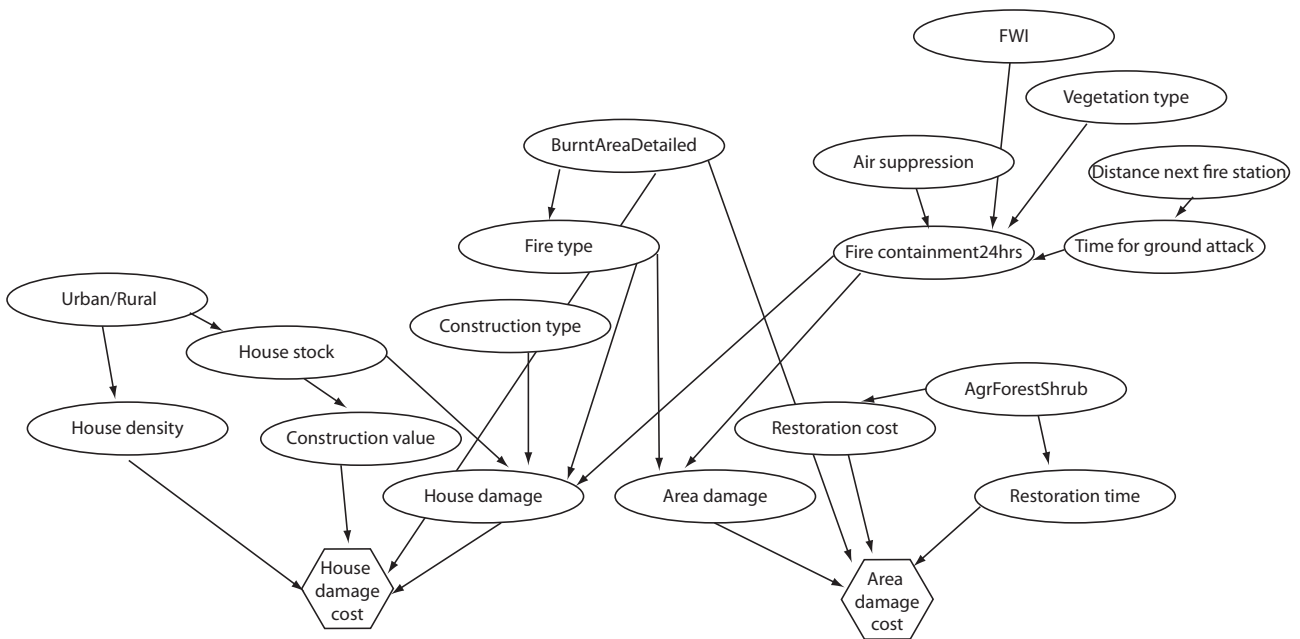 FWI
Vegetation type
BurntAreaDetailed
Air suppression
Distance next fire station
Fire type
Fire containment24hrs
Time for ground attack
Urban/Rural
Construction type
House stock
AgrForestShrub
House density
Construction value
Restoration cost
House damage
Area damage
Restoration time
House
damage
cost
Area
damage
cost